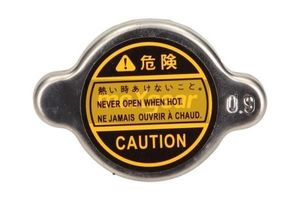 危険
熱い時あけないこと。
NEVER OPEN WHEN HOT.
NE JAMAIS OUVRIR À CHAUD.
CAUTION
0.9